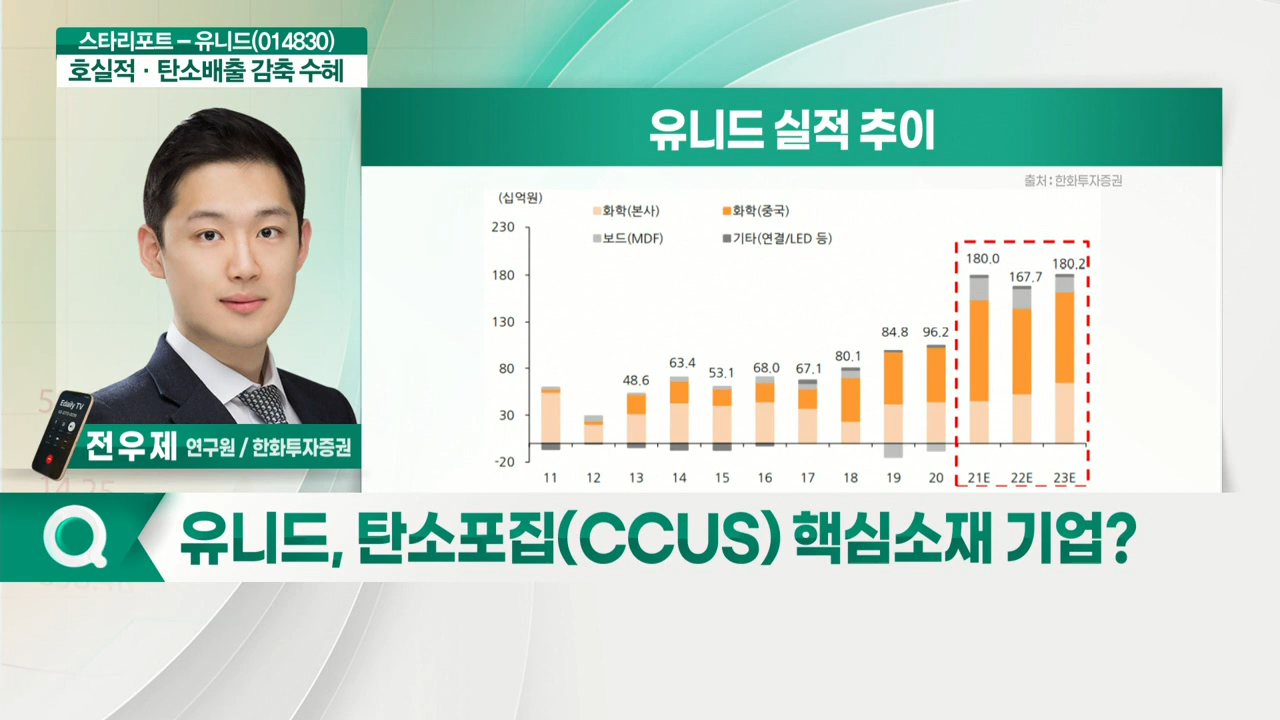 스타리포트 – 유니드(014830)
호실적 · 탄소배출 감축 수혜
유니드 실적 추이
출처 : 한화투자증권
(십억원)
화학(본사)
화학(중국)
보드(MDF)
기타(연결/LED 등)
230
180
130
80
30
-20
48.6
63.4
53.1
68.0
67.1
80.1
84.8
96.2
180.0
167.7
180.2
11 12 13 14 15 16 17 18 19 20 21E 22E 23E
Edaily TV
전우제 연구원 / 한화투자증권
유니드, 탄소포집(CCUS) 핵심소재 기업?